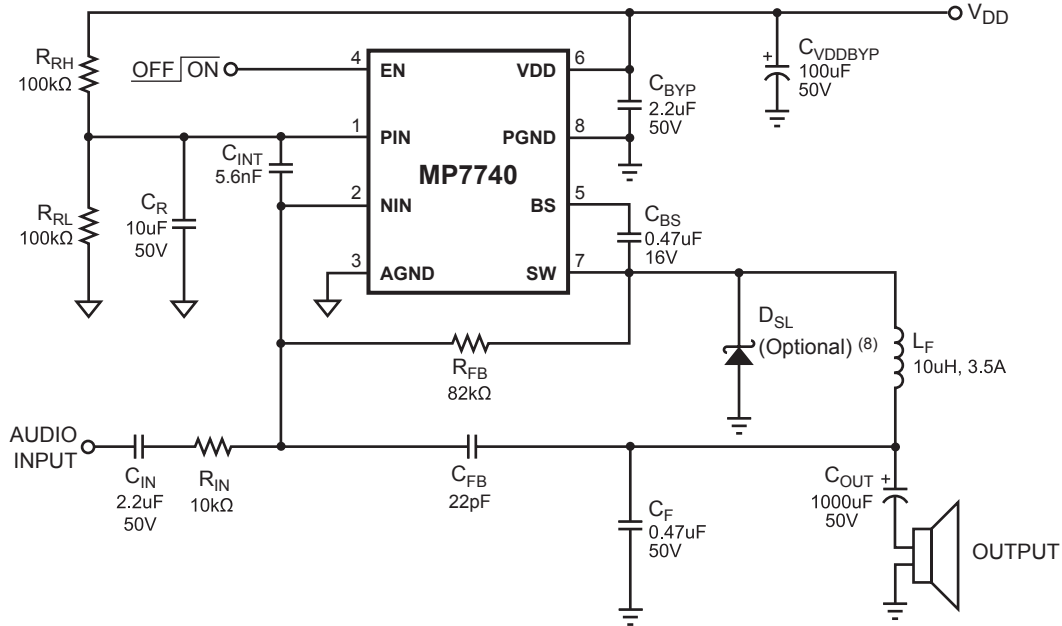 V_DD
R_RH
100kΩ
OFF ON
4
EN
VDD
6
C_BYP
2.2uF
50V
C_VDDBYP
+
100uF
50V
1
PIN
PGND
8
C_INT
5.6nF
MP7740
2
NIN
BS
5
C_BS
0.47uF
16V
R_RL
100kΩ
C_R
10uF
50V
3
AGND
SW
7
D_SL
(Optional) (8)
L_F
10uH, 3.5A
R_FB
82kΩ
AUDIO
INPUT
C_IN
2.2uF
50V
R_IN
10kΩ
C_FB
22pF
C_F
0.47uF
50V
C_OUT
+
1000uF
50V
OUTPUT